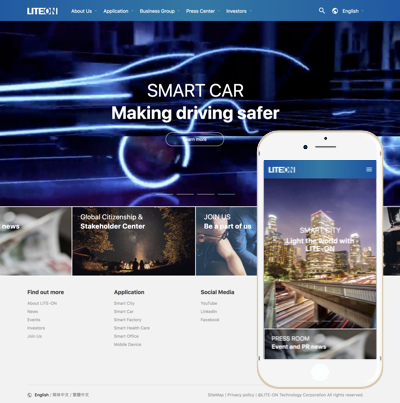 LITEON
About Us
Application
Business Group
Press Center
Investors
English
SMART CAR
Making driving safer
Learn more
t news
Global Citizenship &
Stakeholder Center
JOIN US
Be a part of us
LITEON
SMART CITY
Light the world with
LITE-ON
PRESS ROOM
Event and PR news
Find out more
About LITE-ON
News
Events
Investors
Join Us
Application
Smart City
Smart Car
Smart Factory
Smart Health Care
Smart Office
Mobile Device
Social Media
YouTube
LinkedIn
Facebook
English / 简体中文 / 繁體中文
SiteMap | Privacy policy | @LITE-ON Technology Corporation All rights reserved.